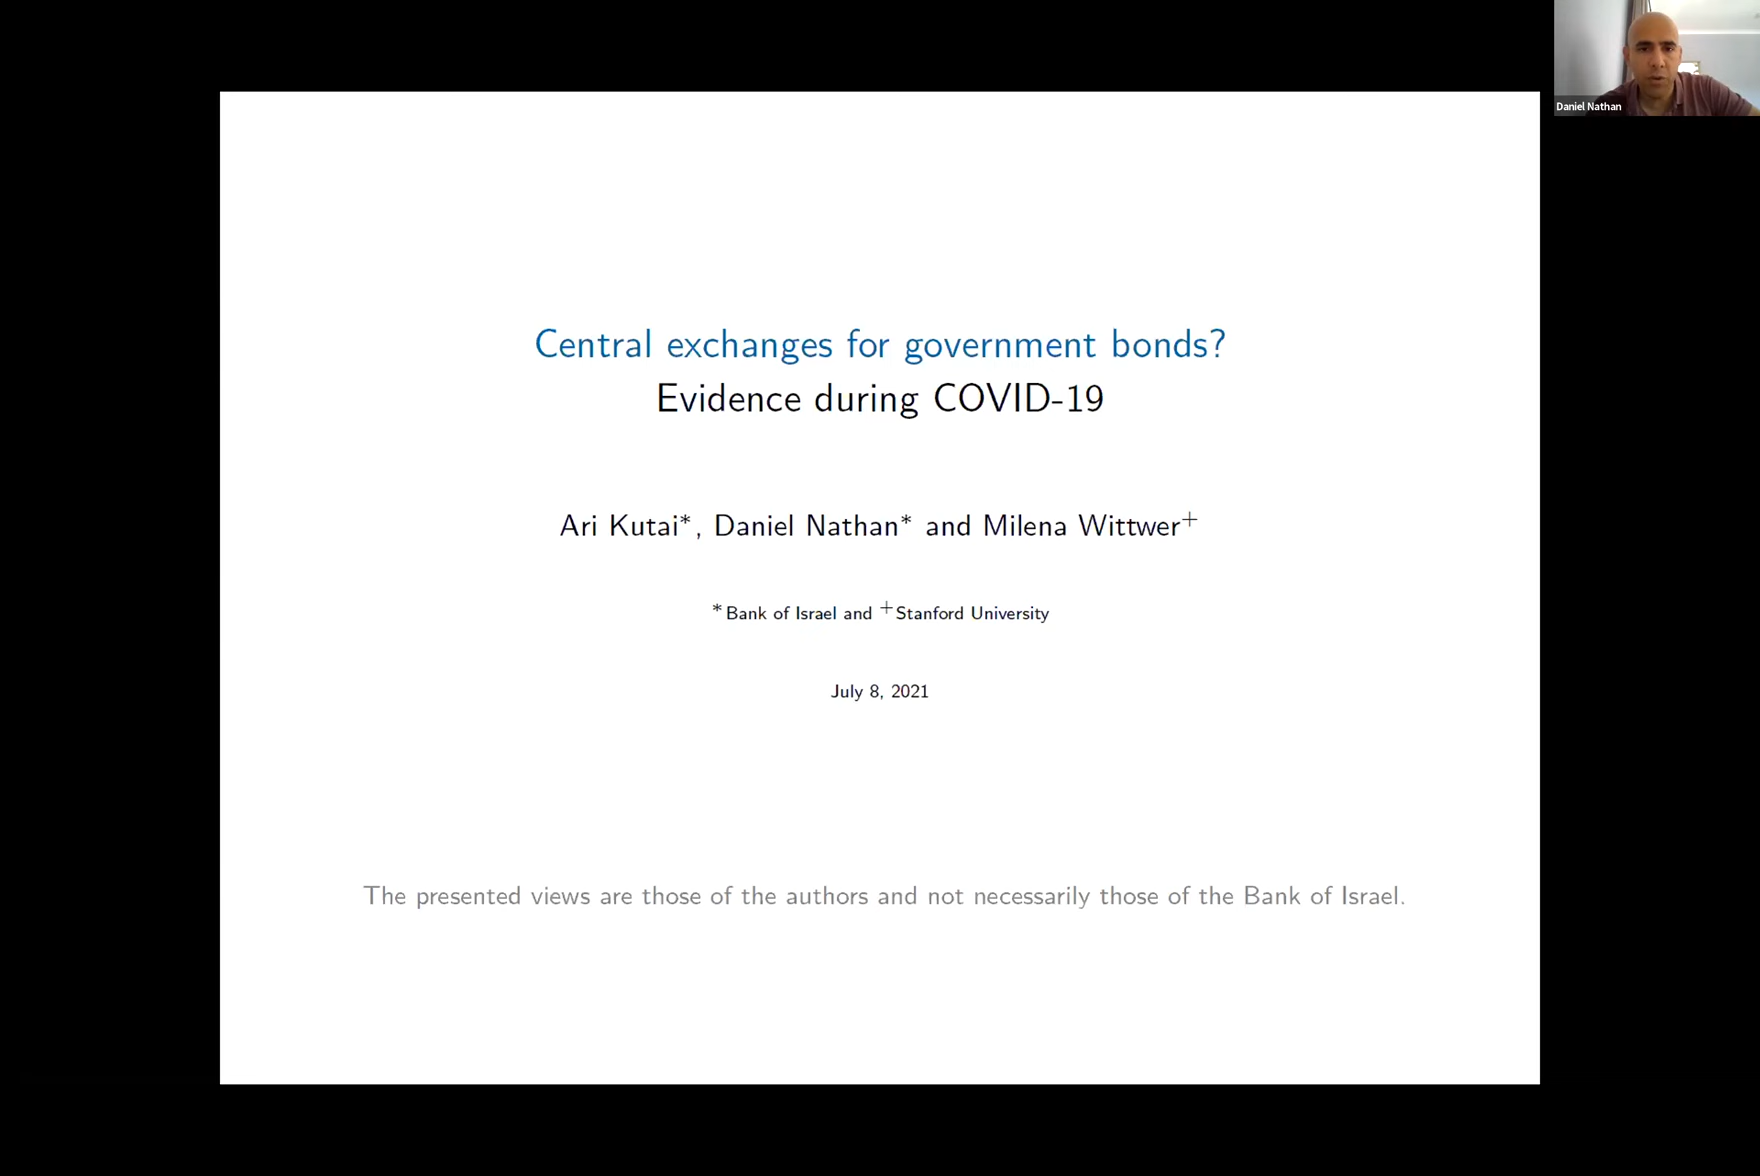 Daniel Nathan
Central exchanges for government bonds?
Evidence during COVID-19
Ari Kutai*, Daniel Nathan* and Milena Wittwer+
*Bank of Israel and +Stanford University
July 8, 2021
The presented views are those of the authors and not necessarily those of the Bank of Israel.